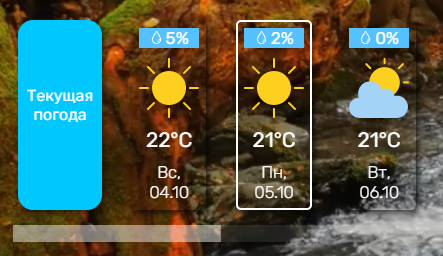 Текущая
погода
5%
22°C
Вс,
04.10
2%
21°C
Пн,
05.10
0%
21°C
Вт,
06.10